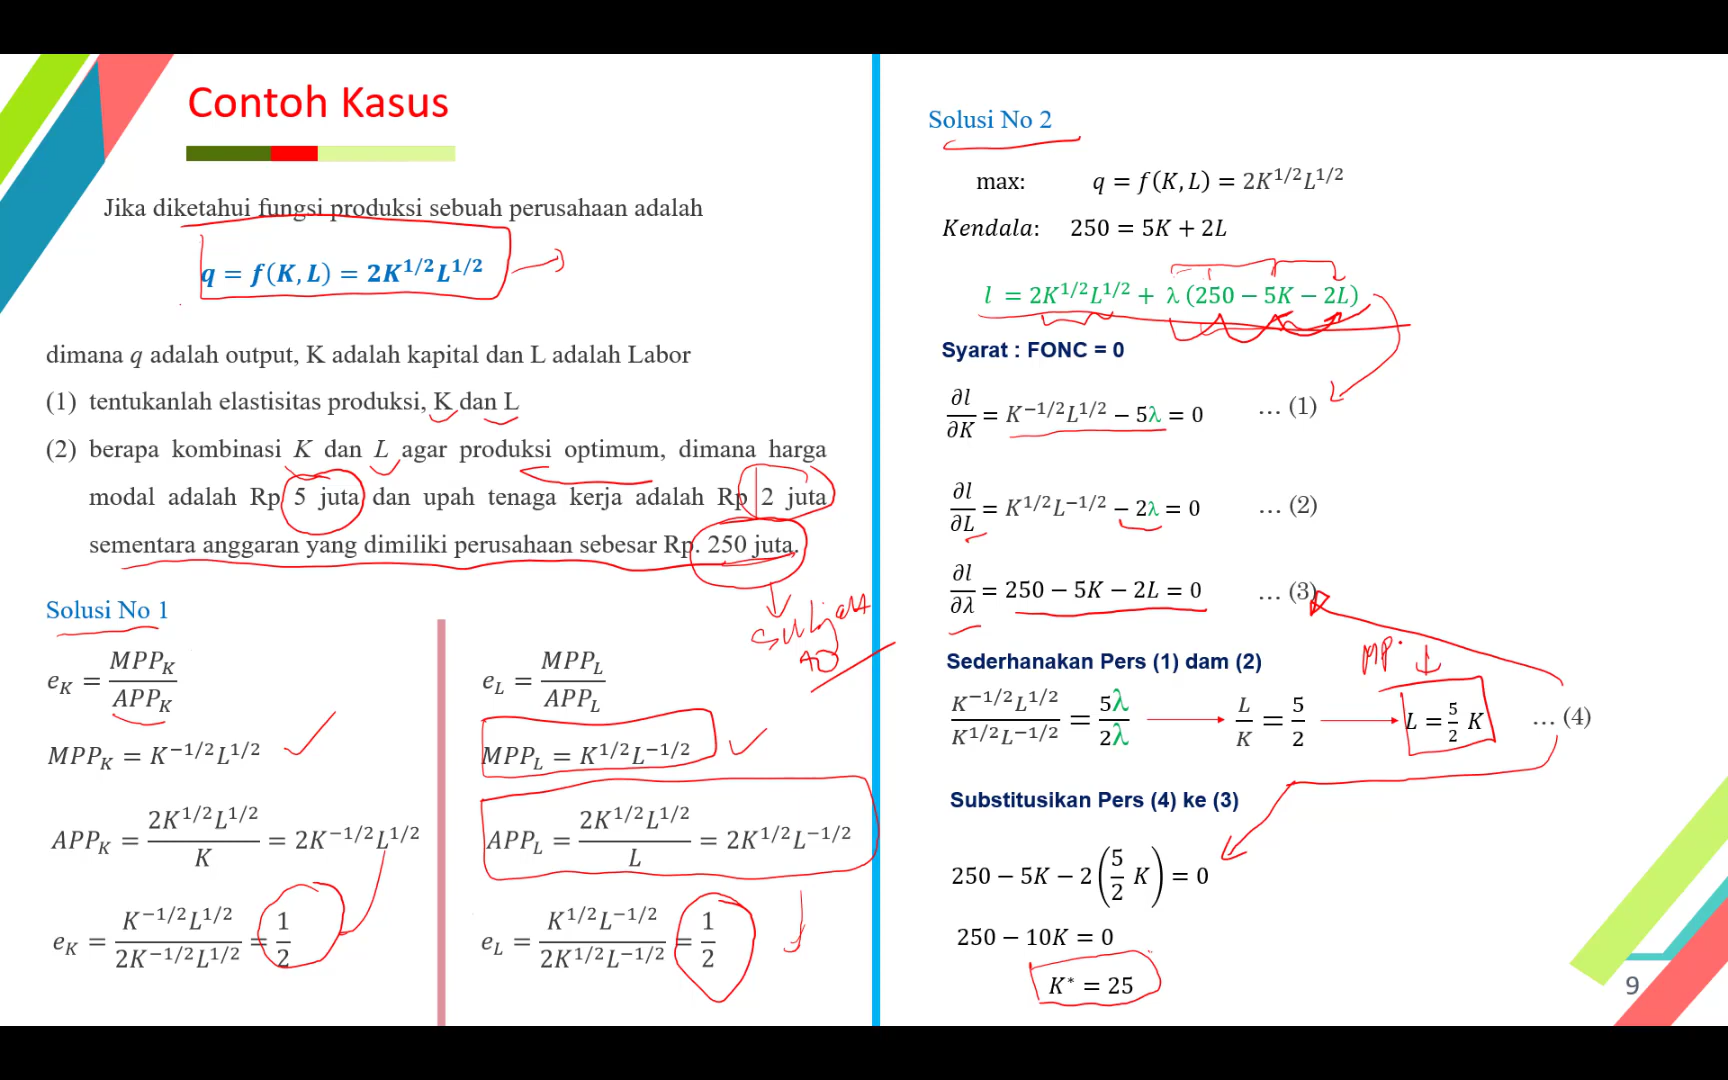 Contoh Kasus
Jika diketahui fungsi produksi sebuah perusahaan adalah
q = f(K, L) = 2K^{1/2}L^{1/2}
dimana q adalah output, K adalah kapital dan L adalah Labor
(1) tentukanlah elastisitas produksi, K dan L
(2) berapa kombinasi K dan L agar produksi optimum, dimana harga
modal adalah Rp 5 juta dan upah tenaga kerja adalah Rp 2 juta
sementara anggaran yang dimiliki perusahaan sebesar Rp. 250 juta.
Solusi No 1
e_K = MPP_K / APP_K
MPP_K = K^{-1/2}L^{1/2}
APP_K = 2K^{1/2}L^{1/2} / K = 2K^{-1/2}L^{1/2}
e_K = K^{-1/2}L^{1/2} / 2K^{-1/2}L^{1/2} = 1/2
e_L = MPP_L / APP_L
MPP_L = K^{1/2}L^{-1/2}
APP_L = 2K^{1/2}L^{1/2} / L = 2K^{1/2}L^{-1/2}
e_L = K^{1/2}L^{-1/2} / 2K^{1/2}L^{-1/2} = 1/2
Solusi No 2
max: q = f(K, L) = 2K^{1/2}L^{1/2}
Kendala: 250 = 5K + 2L
l = 2K^{1/2}L^{1/2} + λ (250 − 5K − 2L)
Syarat : FONC = 0
∂l/∂K = K^{-1/2}L^{1/2} − 5λ = 0 … (1)
∂l/∂L = K^{1/2}L^{-1/2} − 2λ = 0 … (2)
∂l/∂λ = 250 − 5K − 2L = 0 … (3)
Sederhanakan Pers (1) dam (2)
K^{-1/2}L^{1/2} / K^{1/2}L^{-1/2} = 5λ/2λ → L/K = 5/2 → L = 5/2 K … (4)
Substitusikan Pers (4) ke (3)
250 − 5K − 2(5/2 K) = 0
250 − 10K = 0
K* = 25
9